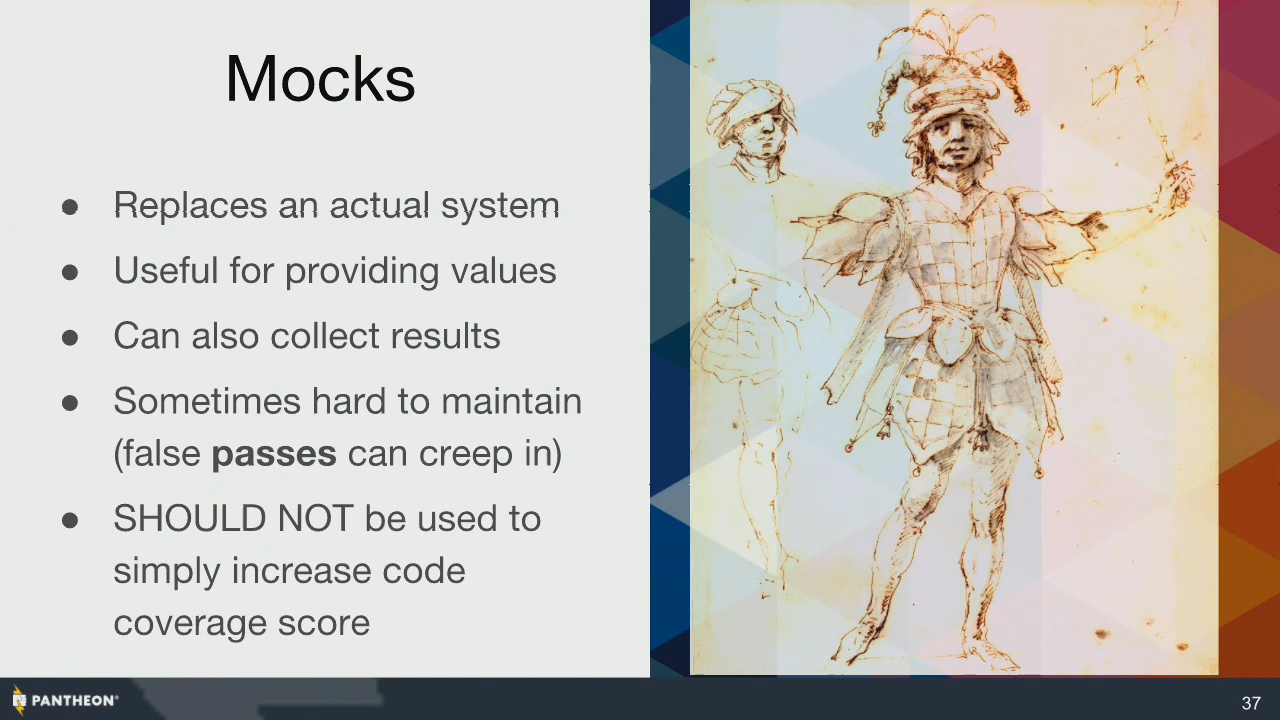 Mocks
● Replaces an actual system
● Useful for providing values
● Can also collect results
● Sometimes hard to maintain
(false passes can creep in)
● SHOULD NOT be used to
simply increase code
coverage score
PANTHEON®
37